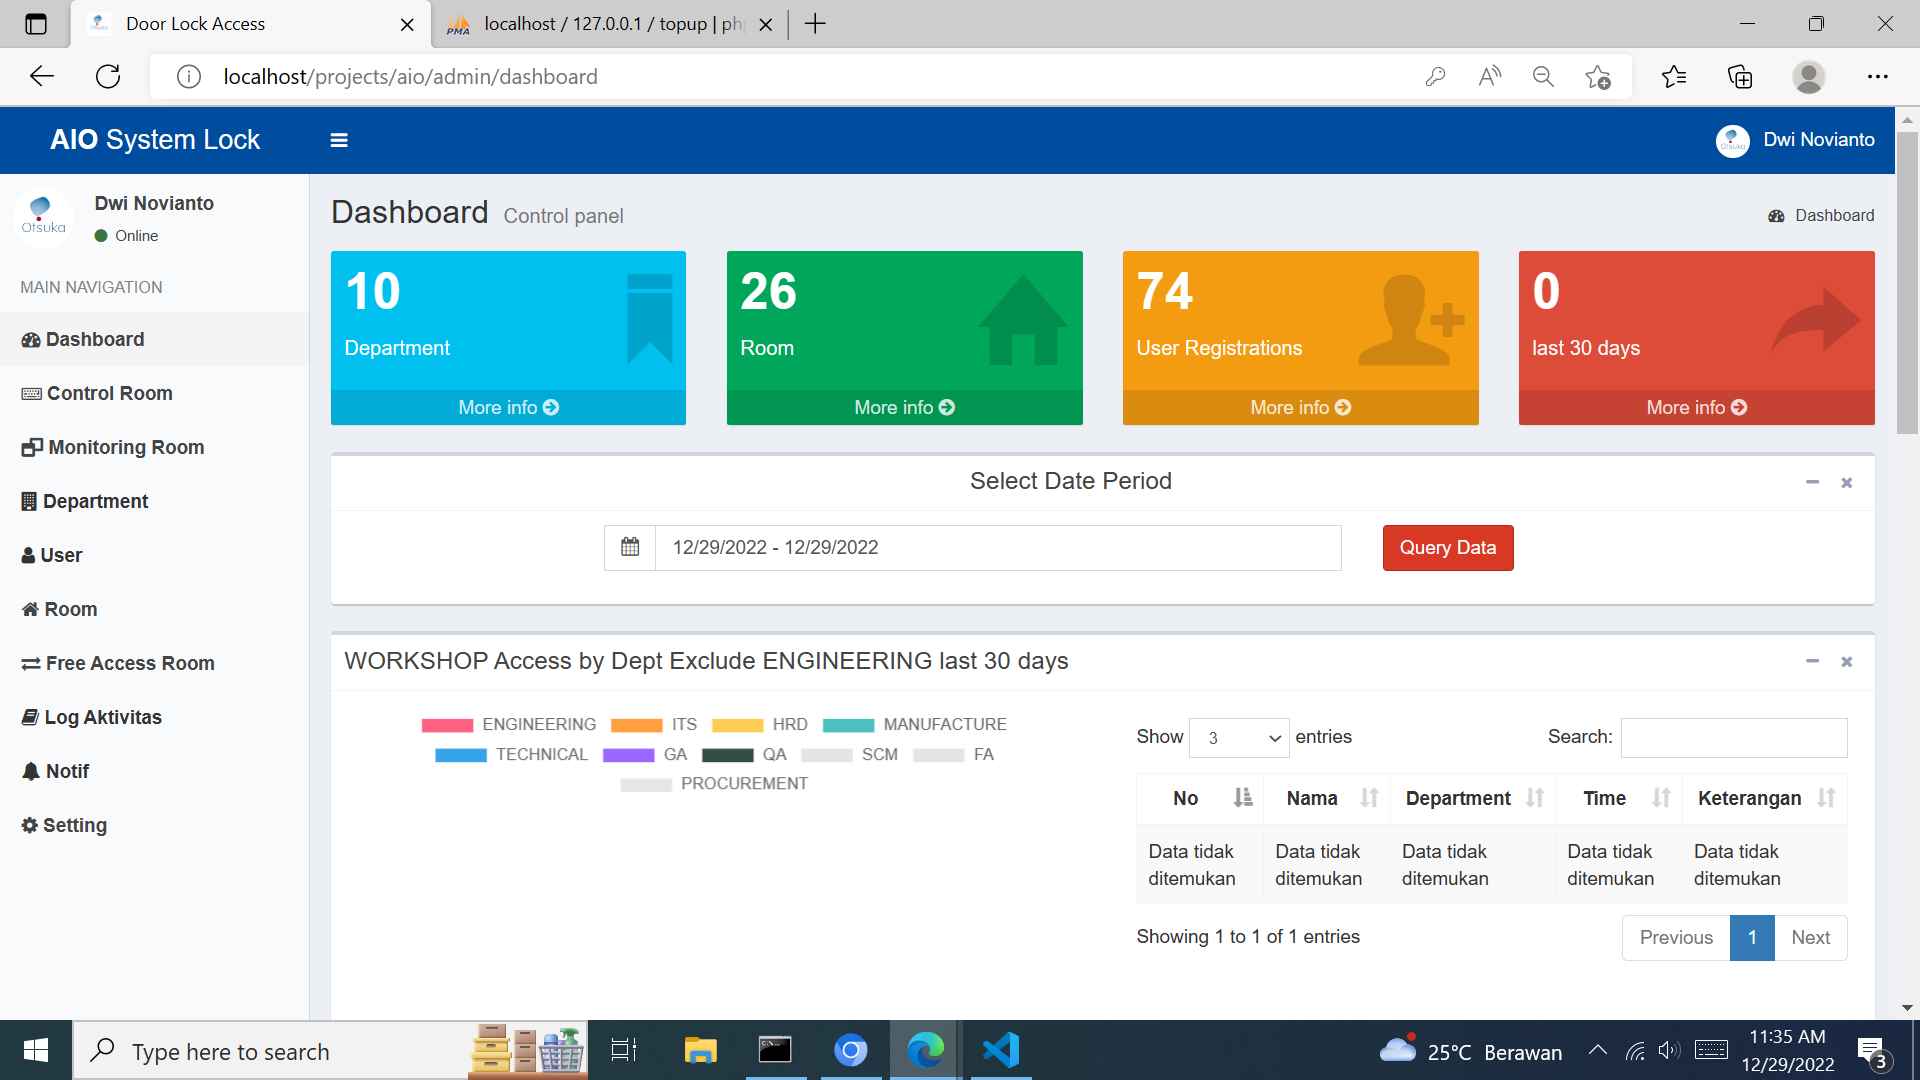 Door Lock Access
PMA localhost / 127.0.0.1 / topup | ph
localhost/projects/aio/admin/dashboard
AIO System Lock
Otsuka Dwi Novianto
Otsuka
Dwi Novianto
Online
MAIN NAVIGATION
Dashboard
Control Room
Monitoring Room
Department
User
Room
Free Access Room
Log Aktivitas
Notif
Setting
Dashboard Control panel
Dashboard
10
Department
More info
26
Room
More info
74
User Registrations
More info
0
last 30 days
More info
Select Date Period
12/29/2022 - 12/29/2022
Query Data
WORKSHOP Access by Dept Exclude ENGINEERING last 30 days
ENGINEERING ITS HRD MANUFACTURE
TECHNICAL GA QA SCM FA
PROCUREMENT
Show 3 entries
Search:
No Nama Department Time Keterangan
Data tidak Data tidak Data tidak Data tidak Data tidak
ditemukan ditemukan ditemukan ditemukan ditemukan
Showing 1 to 1 of 1 entries
Previous 1 Next
Type here to search
25°C Berawan
11:35 AM
12/29/2022
3